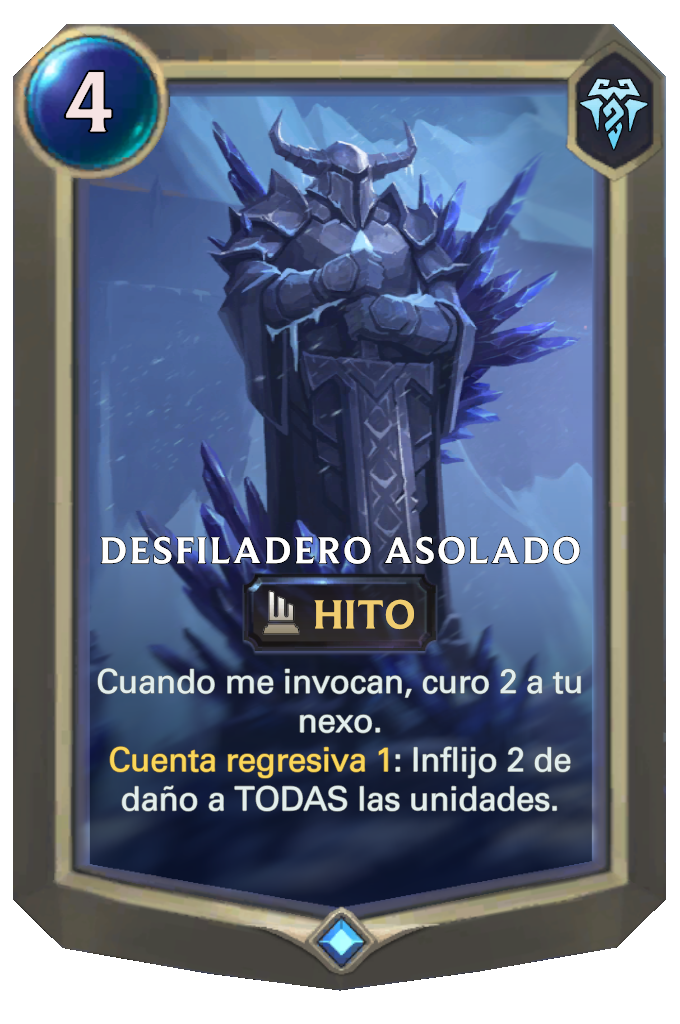 4
DESFILADERO ASOLADO
HITO
Cuando me invocan, curo 2 a tu
nexo.
Cuenta regresiva 1: Inflijo 2 de
daño a TODAS las unidades.